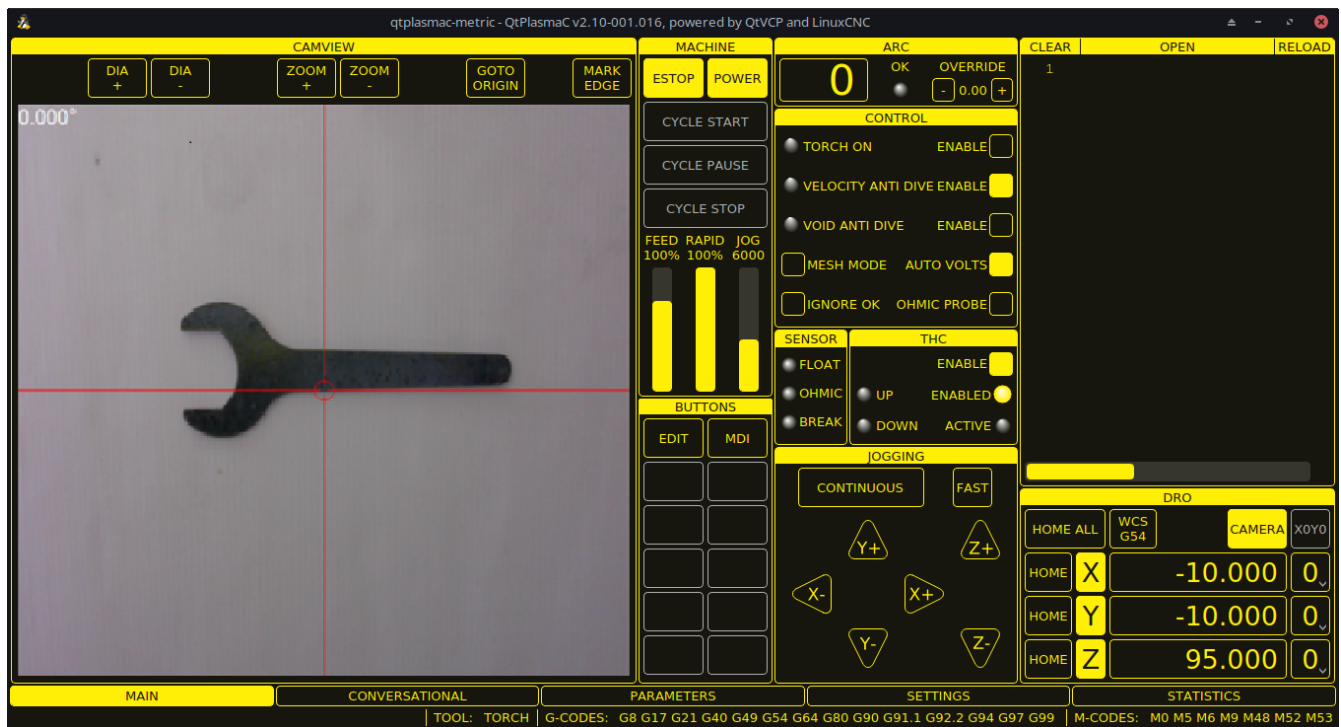 qtplasmac-metric - QtPlasmaC v2.10-001.016, powered by QtVCP and LinuxCNC
CAMVIEW
DIA +
DIA -
ZOOM +
ZOOM -
GOTO ORIGIN
MARK EDGE
0.000°
MACHINE
ESTOP
POWER
CYCLE START
CYCLE PAUSE
CYCLE STOP
FEED RAPID JOG
100% 100% 6000
BUTTONS
EDIT
MDI
ARC
0
OK
OVERRIDE
- 0.00 +
CONTROL
TORCH ON ENABLE
VELOCITY ANTI DIVE ENABLE
VOID ANTI DIVE ENABLE
MESH MODE AUTO VOLTS
IGNORE OK OHMIC PROBE
SENSOR
FLOAT
OHMIC
BREAK
THC
ENABLE
UP ENABLED
DOWN ACTIVE
JOGGING
CONTINUOUS
FAST
Y+
Z+
X-
X+
Y-
Z-
CLEAR OPEN RELOAD
1
DRO
HOME ALL
WCS G54
CAMERA
X0Y0
HOME X -10.000 0
HOME Y -10.000 0
HOME Z 95.000 0
MAIN CONVERSATIONAL PARAMETERS SETTINGS STATISTICS
TOOL: TORCH G-CODES: G8 G17 G21 G40 G49 G54 G64 G80 G90 G91.1 G92.2 G94 G97 G99 M-CODES: M0 M5 M6 M9 M48 M52 M53